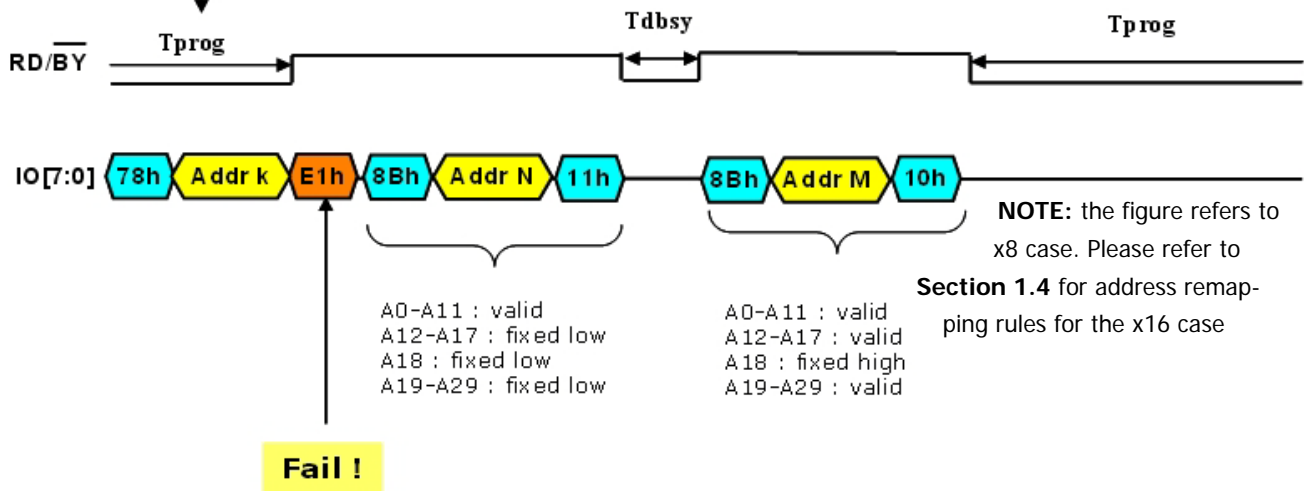 Tprog
Tdbsy
Tprog
RD/BY
IO[7:0]
78h
Addr k
E1h
8Bh
Addr N
11h
8Bh
Addr M
10h
NOTE: the figure refers to
x8 case. Please refer to
Section 1.4 for address remap-
ping rules for the x16 case
A0-A11 : valid
A12-A17 : fixed low
A18 : fixed low
A19-A29 : fixed low
A0-A11 : valid
A12-A17 : valid
A18 : fixed high
A19-A29 : valid
Fail !